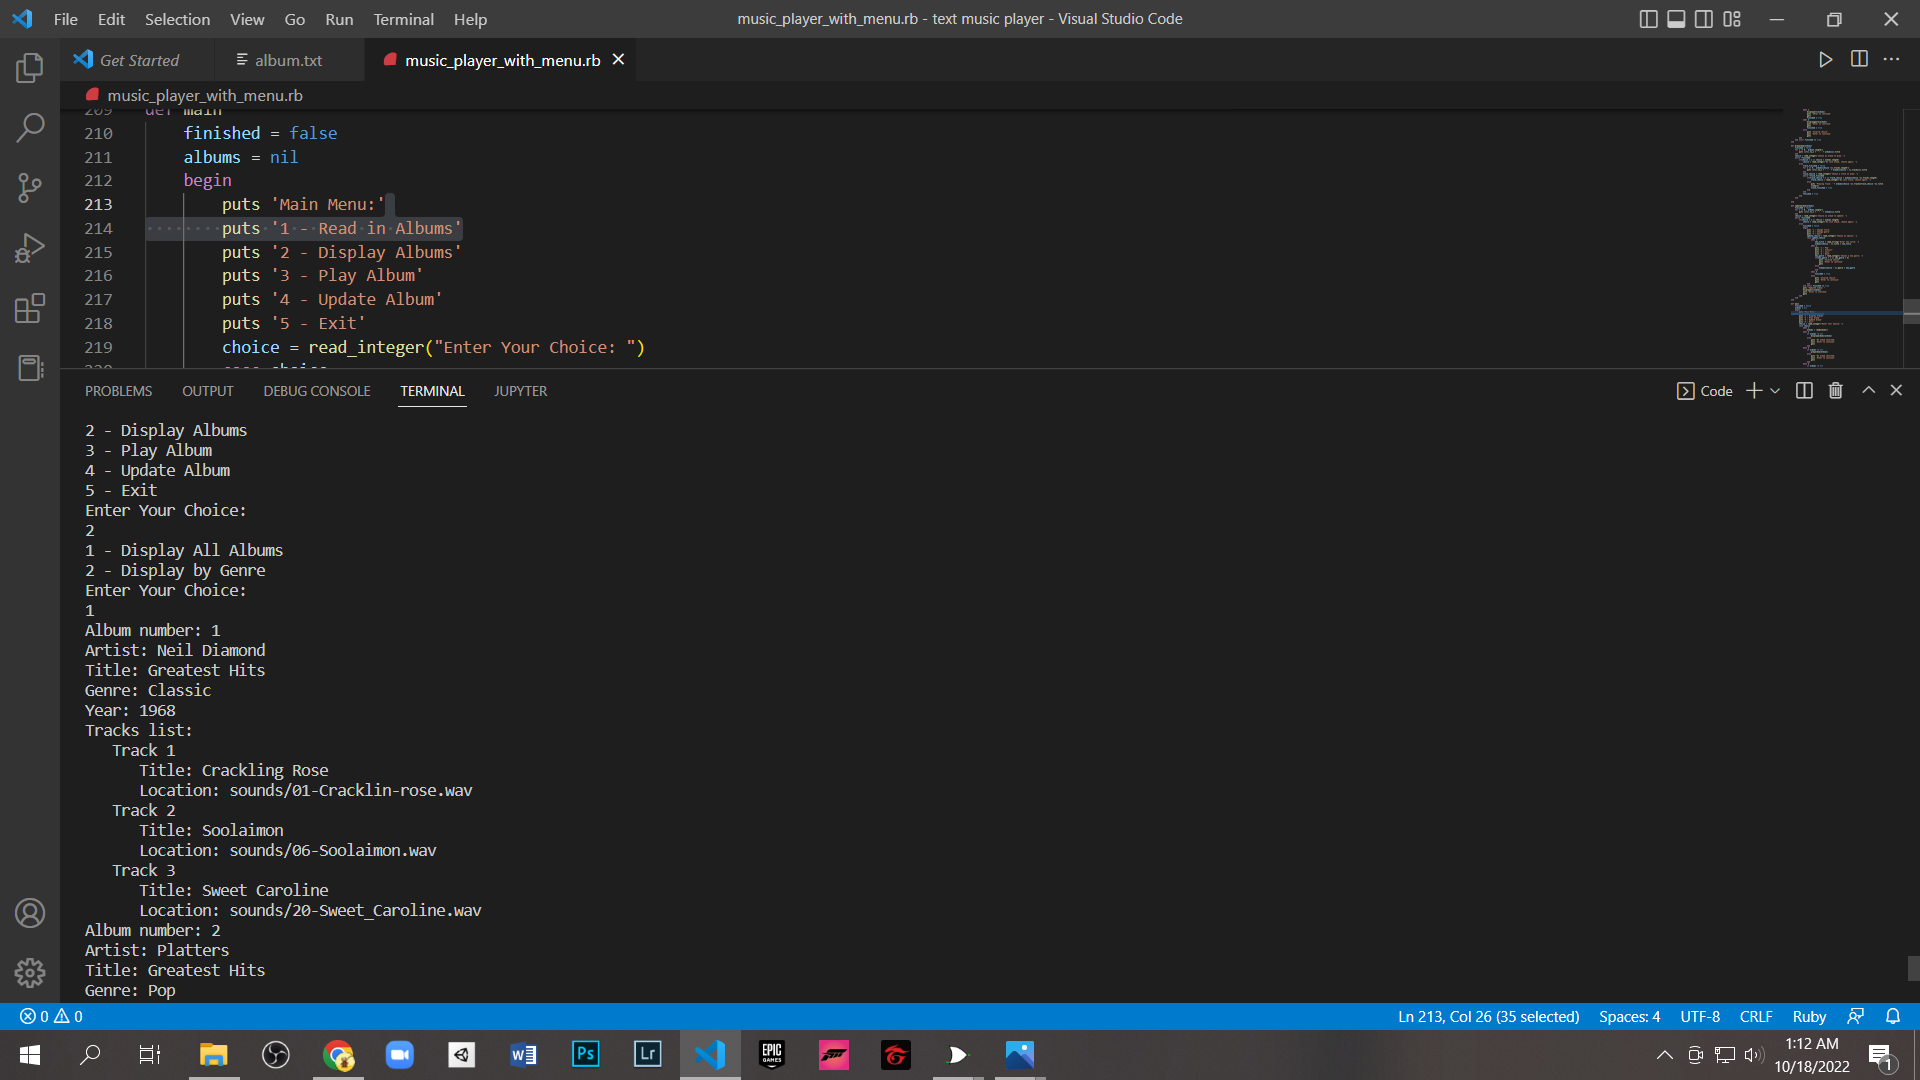 File Edit Selection View Go Run Terminal Help
music_player_with_menu.rb - text music player - Visual Studio Code
Get Started
album.txt
music_player_with_menu.rb
music_player_with_menu.rb
209 def main
210 finished = false
211 albums = nil
212 begin
213 puts 'Main Menu:'
214 puts '1 - Read in Albums'
215 puts '2 - Display Albums'
216 puts '3 - Play Album'
217 puts '4 - Update Album'
218 puts '5 - Exit'
219 choice = read_integer("Enter Your Choice: ")
220 case choice
PROBLEMS OUTPUT DEBUG CONSOLE TERMINAL JUPYTER
Code
2 - Display Albums
3 - Play Album
4 - Update Album
5 - Exit
Enter Your Choice:
2
1 - Display All Albums
2 - Display by Genre
Enter Your Choice:
1
Album number: 1
Artist: Neil Diamond
Title: Greatest Hits
Genre: Classic
Year: 1968
Tracks list:
Track 1
Title: Crackling Rose
Location: sounds/01-Cracklin-rose.wav
Track 2
Title: Soolaimon
Location: sounds/06-Soolaimon.wav
Track 3
Title: Sweet Caroline
Location: sounds/20-Sweet_Caroline.wav
Album number: 2
Artist: Platters
Title: Greatest Hits
Genre: Pop
0 0
Ln 213, Col 26 (35 selected) Spaces: 4 UTF-8 CRLF Ruby
Ps
Lr
EPIC GAMES
1:12 AM
10/18/2022
1